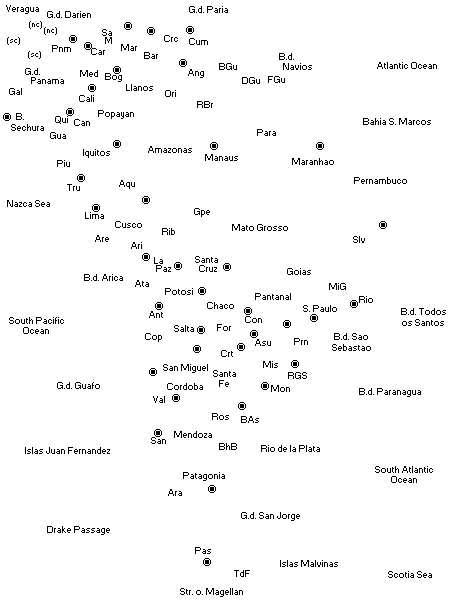 Veragua
G.d. Darien
G.d. Paria
(nc)
(nc)
(sc)
(sc)
Pnm
Car
Sa
M
Mar
Bar
Crc
Cum
G.d.
Panama
Med
Bog
Ang
BGu
DGu
B.d.
Navios
FGu
Atlantic Ocean
Gal
Cali
Llanos
Ori
RBr
B.
Sechura
Qui
Can
Popayan
Gua
Para
Bahia S. Marcos
Iquitos
Amazonas
Manaus
Maranhao
Piu
Tru
Aqu
Pernambuco
Nazca Sea
Lima
Gpe
Cusco
Rib
Mato Grosso
Are
Ari
Slv
La
Paz
Santa
Cruz
B.d. Arica
Ata
Goias
Potosi
Pantanal
MiG
Rio
Ant
Chaco
Con
S. Paulo
B.d. Todos
os Santos
South Pacific
Ocean
Cop
Salta
For
Asu
Prn
B.d. Sao
Sebastao
Crt
San Miguel
Santa
Fe
Mis
RGS
G.d. Guafo
Cordoba
Mon
B.d. Paranagua
Val
Ros
BAs
San
Mendoza
BhB
Rio de la Plata
Islas Juan Fernandez
Patagonia
South Atlantic
Ocean
Ara
G.d. San Jorge
Drake Passage
Pas
TdF
Islas Malvinas
Scotia Sea
Str. o. Magellan